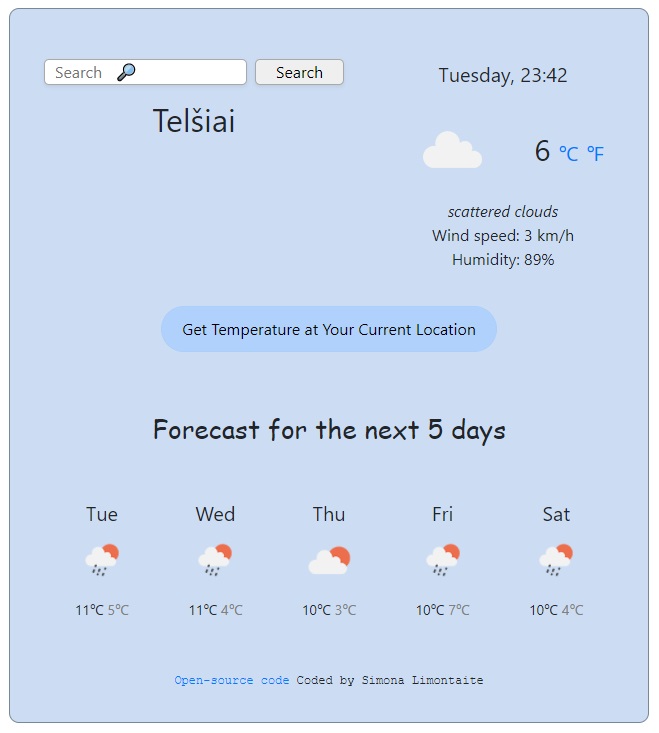 Search
Search
Tuesday, 23:42
Telšiai
6 ℃ ℉
scattered clouds
Wind speed: 3 km/h
Humidity: 89%
Get Temperature at Your Current Location
Forecast for the next 5 days
Tue Wed Thu Fri Sat
11℃ 5℃ 11℃ 4℃ 10℃ 3℃ 10℃ 7℃ 10℃ 4℃
Open-source code Coded by Simona Limontaite